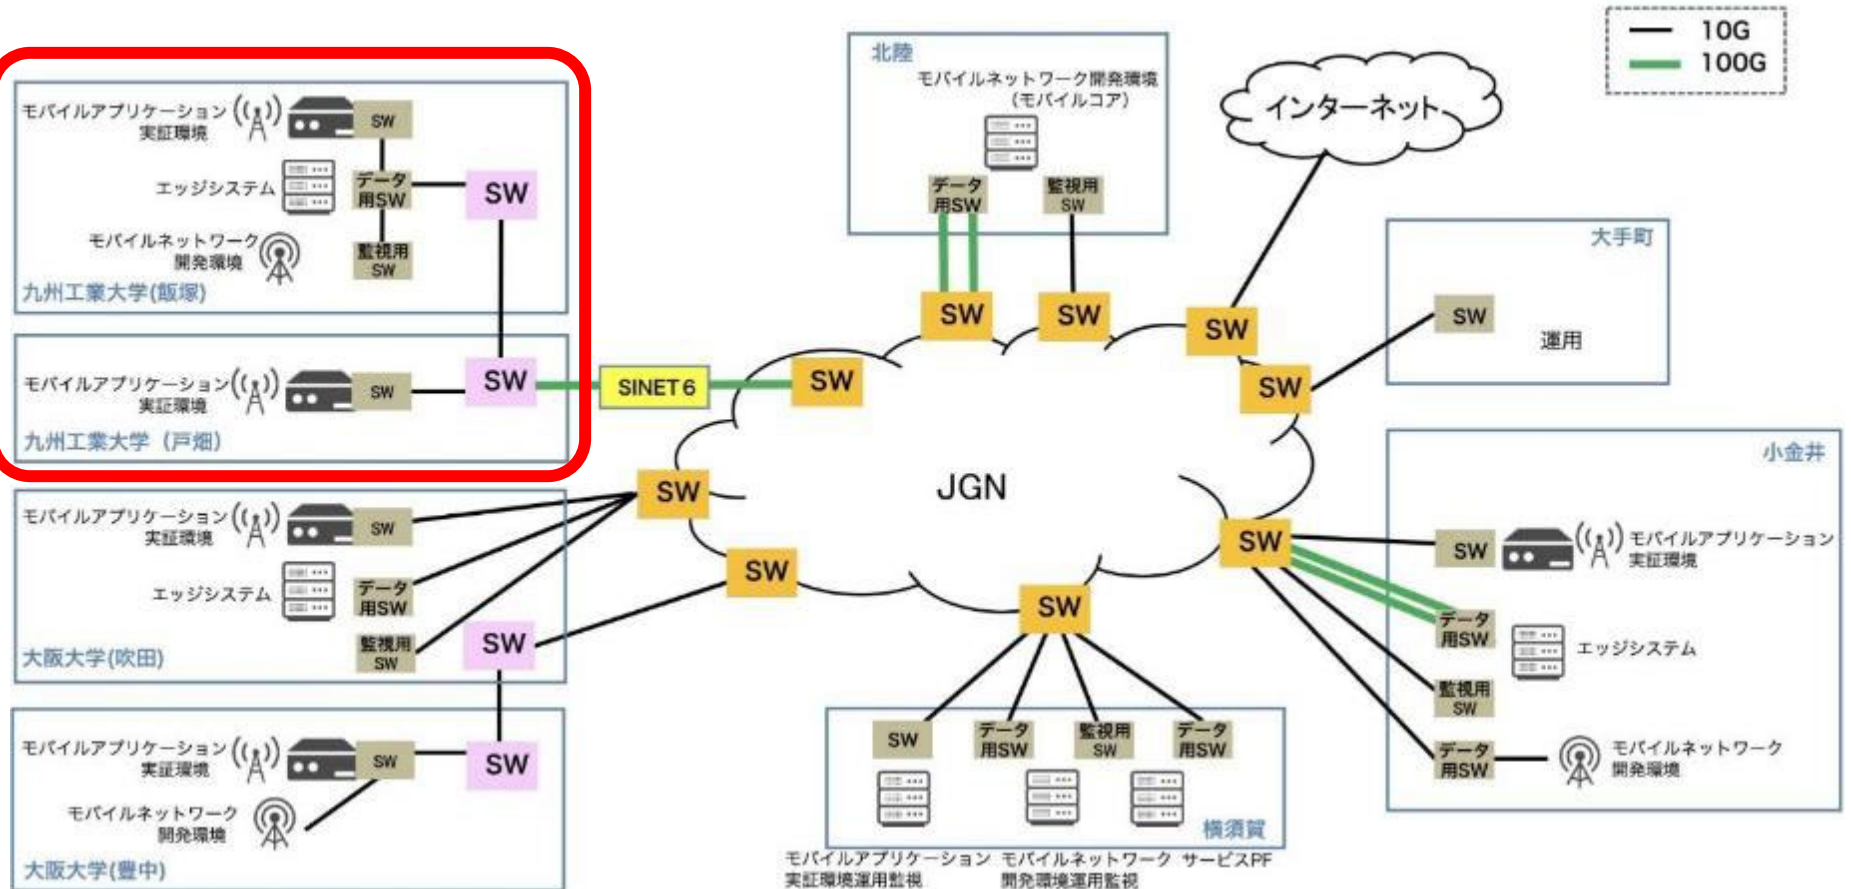 10G
100G
モバイルアプリケーション
実証環境
SW
エッジシステム
データ
用SW
SW
モバイルネットワーク
開発環境
監視用
SW
九州工業大学(飯塚)
モバイルアプリケーション
実証環境
SW
SW
九州工業大学（戸畑）
SINET6
SW
北陸
モバイルネットワーク開発環境
（モバイルコア）
データ
用SW
監視用
SW
SW
SW
インターネット
SW
大手町
SW
運用
SW
JGN
モバイルアプリケーション
実証環境
SW
SW
エッジシステム
データ
用SW
監視用
SW
SW
SW
大阪大学(吹田)
モバイルアプリケーション
実証環境
SW
SW
モバイルネットワーク
開発環境
大阪大学(豊中)
SW
SW
データ
用SW
監視用
SW
データ
用SW
横須賀
モバイルアプリケーション
実証環境運用監視
モバイルネットワーク
開発環境運用監視
サービスPF
小金井
SW
SW
モバイルアプリケーション
実証環境
データ
用SW
エッジシステム
監視用
SW
データ
用SW
モバイルネットワーク
開発環境